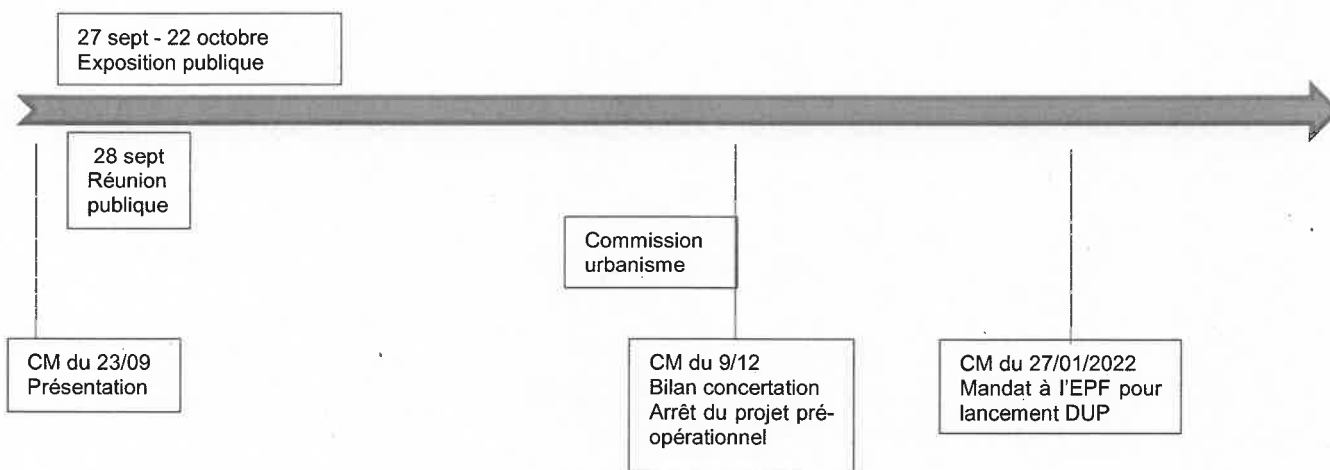 27 sept - 22 octobre
Exposition publique
28 sept
Réunion
publique
Commission
urbanisme
CM du 23/09
Présentation
CM du 9/12
Bilan concertation
Arrêt du projet pré-
opérationnel
CM du 27/01/2022
Mandat à l'EPF pour
lancement DUP